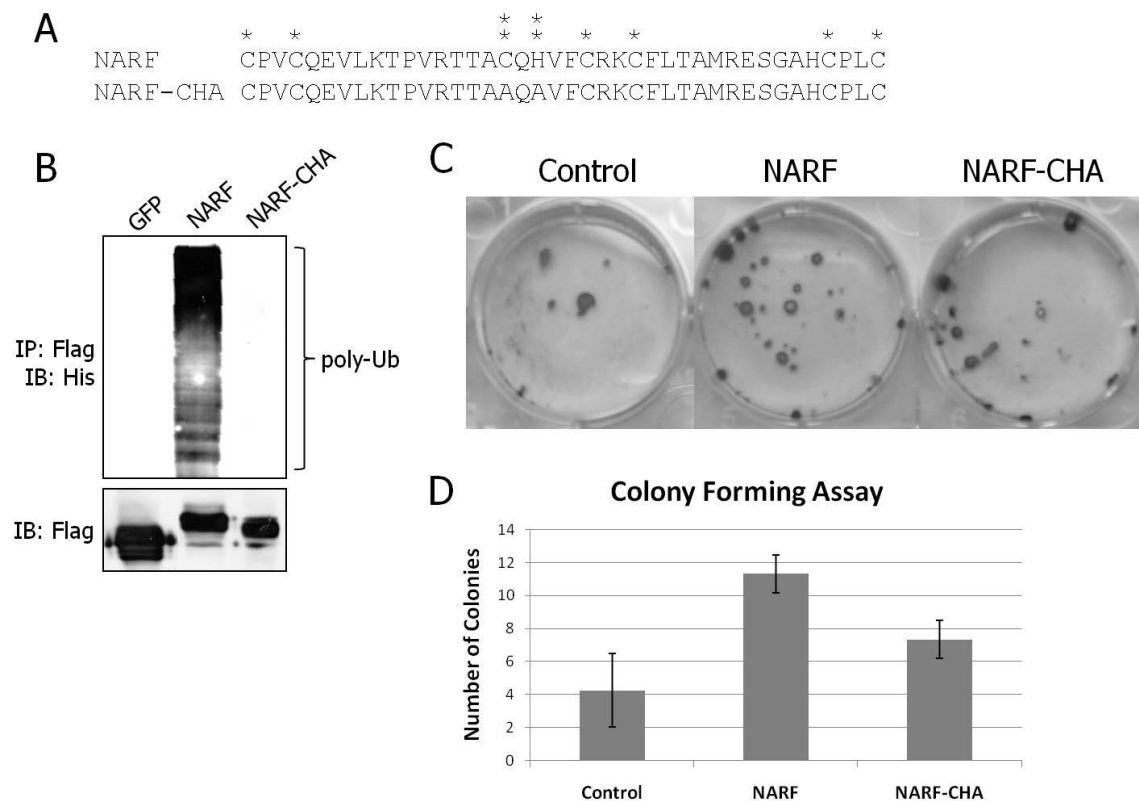 A
* *
* * * * * * * *
NARF CPVCQEVLKTPVRTTACQHVFCRKCFLTAMRESGAHCPLC
NARF-CHA CPVCQEVLKTPVRTTAAQAVFCRKCFLTAMRESGAHCPLC
B
GFP
NARF
NARF-CHA
IP: Flag
IB: His
poly-Ub
IB: Flag
C
Control NARF NARF-CHA
D
Colony Forming Assay
Number of Colonies
14
12
10
8
6
4
2
0
Control NARF NARF-CHA